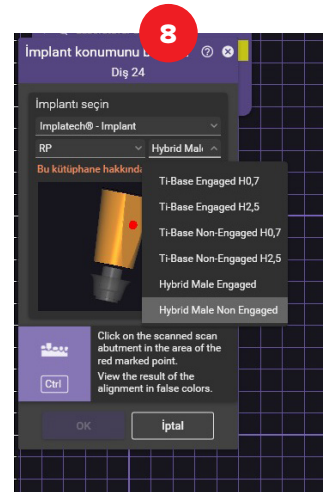 8
İmplant konumunu
Diş 24
İmplantı seçin
Implatech® - Implant
RP
Hybrid Mal
Bu kütüphane hakkında
Ti-Base Engaged H0,7
Ti-Base Engaged H2,5
Ti-Base Non-Engaged H0,7
Ti-Base Non-Engaged H2,5
Hybrid Male Engaged
Hybrid Male Non Engaged
Click on the scanned scan
abutment in the area of the
red marked point.
View the result of the
alignment in false colors.
Ctrl
OK
İptal